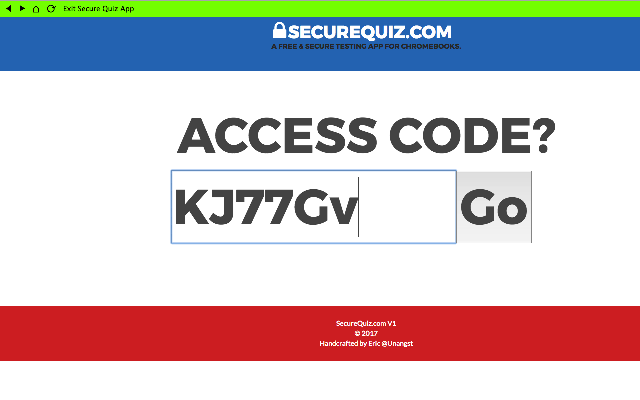 Exit Secure Quiz App
SECUREQUIZ.COM
A FREE & SECURE TESTING APP FOR CHROMEBOOKS.
ACCESS CODE?
KJ77Gv Go
SecureQuiz.com V1
© 2017
Handcrafted by Eric @Unangst